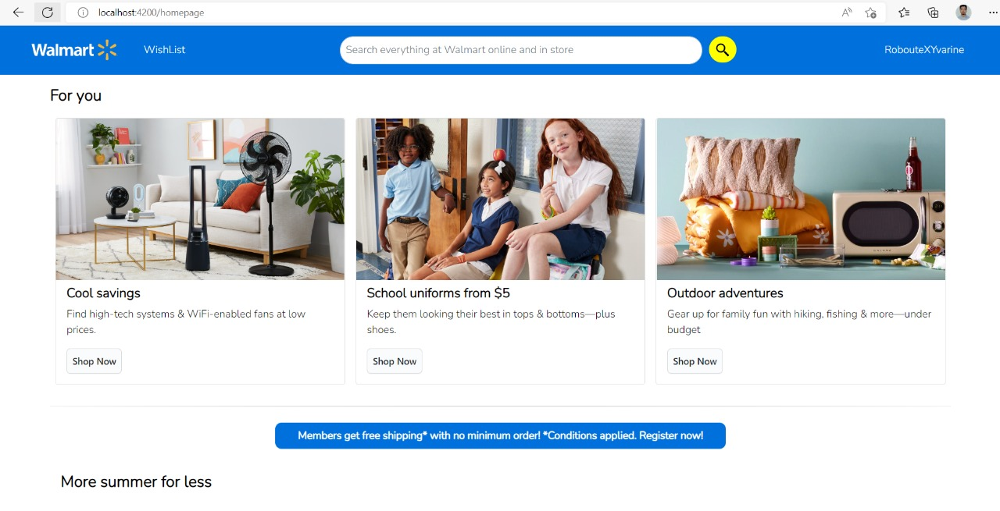 localhost:4200/homepage
Walmart
WishList
Search everything at Walmart online and in store
RobouteXYvarine
For you
Cool savings
Find high-tech systems & WiFi-enabled fans at low
prices.
Shop Now
School uniforms from $5
Keep them looking their best in tops & bottoms—plus
shoes.
Shop Now
Outdoor adventures
Gear up for family fun with hiking, fishing & more—under
budget
Shop Now
Members get free shipping* with no minimum order! *Conditions applied. Register now!
More summer for less